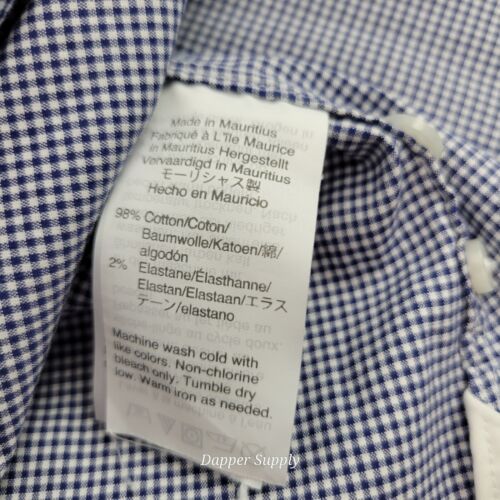 Made in Mauritius
Fabriqué à L'île Maurice
in Mauritius Hergestellt
Vervaardigd in Mauritius
モーリシャス製
Hecho en Mauricio
98% Cotton/Coton/
Baumwolle/Katoen/綿/
algodón
2% Elastane/Élasthanne/
Elastan/Elastaan/エラス
テーン/elastano
Machine wash cold with
like colors. Non-chlorine
bleach only. Tumble dry
low. Warm iron as needed.
Dapper Supply